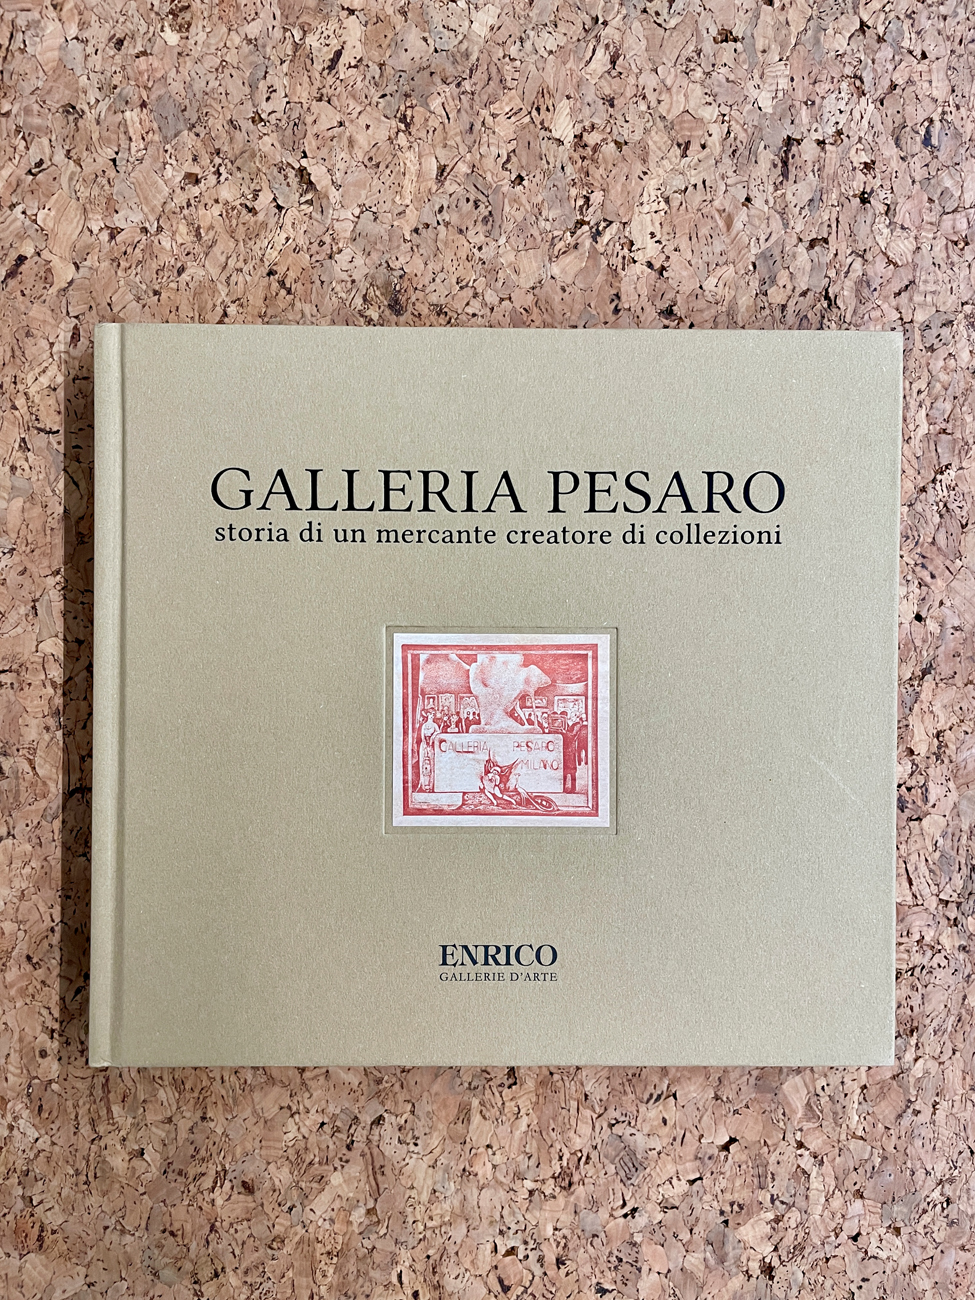 GALLERIA PESARO
storia di un mercante creatore di collezioni
GALLERIA PESARO
MILANO
ENRICO
GALLERIE D'ARTE